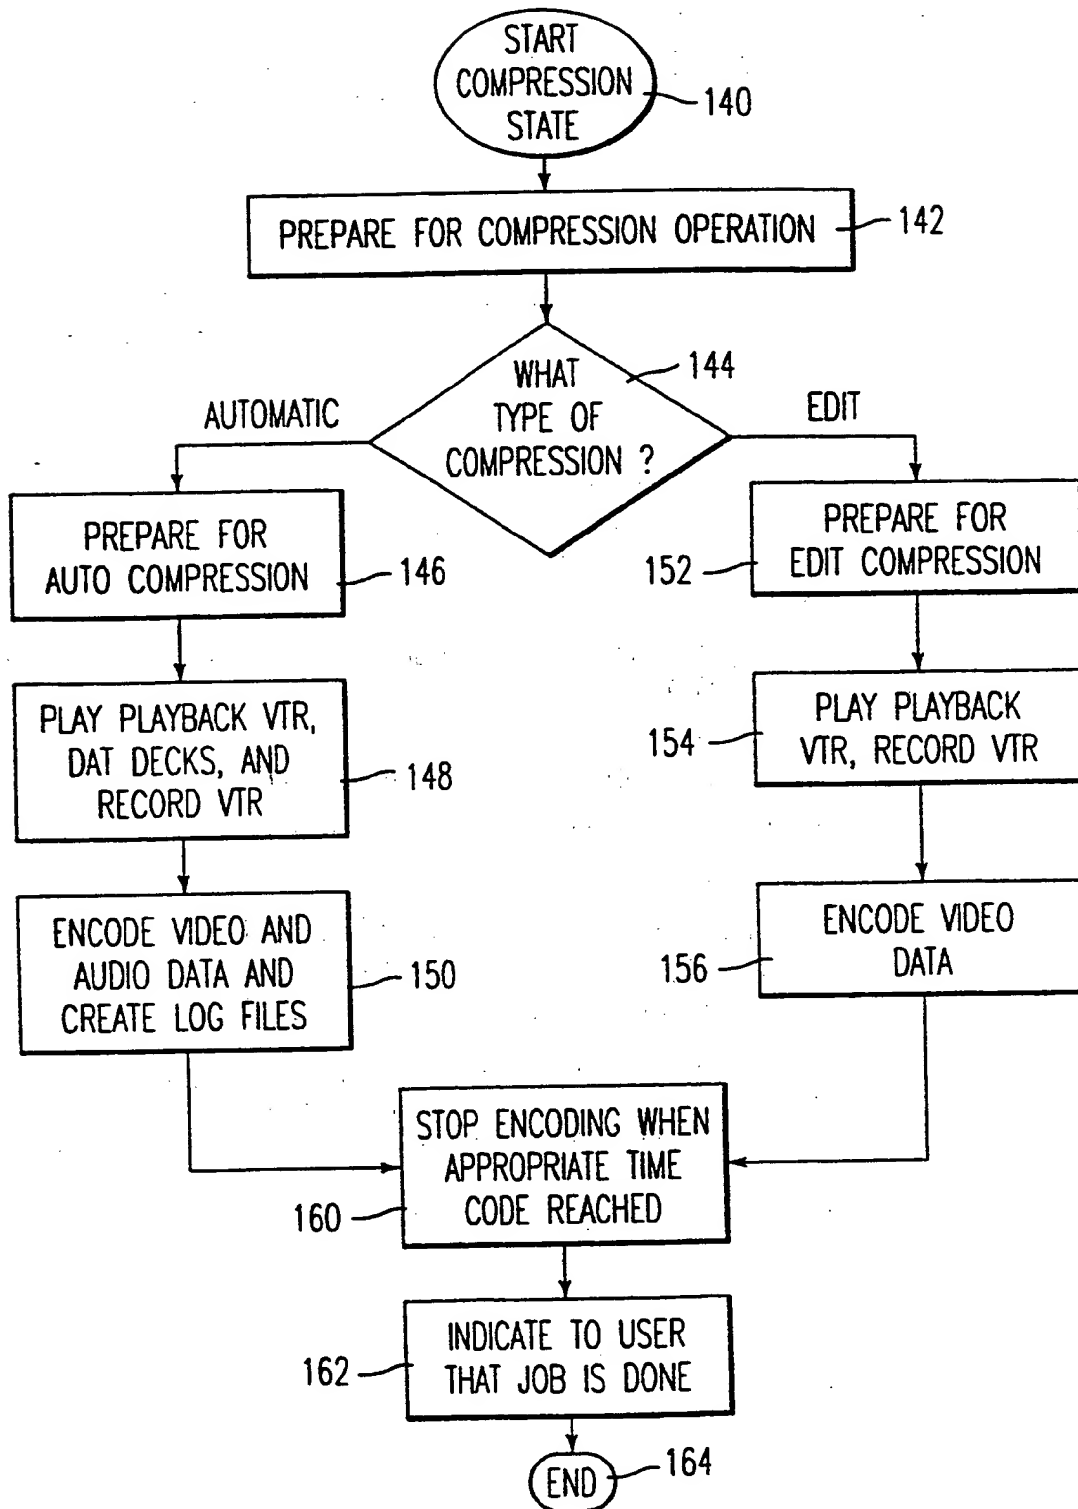 START
COMPRESSION
STATE
140
PREPARE FOR COMPRESSION OPERATION
142
WHAT
TYPE OF
COMPRESSION ?
144
AUTOMATIC
EDIT
PREPARE FOR
AUTO COMPRESSION
146
152
PREPARE FOR
EDIT COMPRESSION
PLAY PLAYBACK VTR,
DAT DECKS, AND
RECORD VTR
148
154
PLAY PLAYBACK
VTR, RECORD VTR
ENCODE VIDEO AND
AUDIO DATA AND
CREATE LOG FILES
150
156
ENCODE VIDEO
DATA
STOP ENCODING WHEN
APPROPRIATE TIME
CODE REACHED
160
INDICATE TO USER
THAT JOB IS DONE
162
END
164